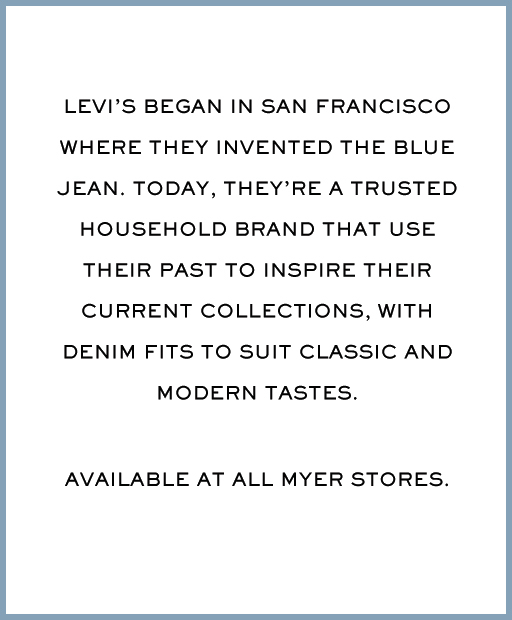 LEVI’S BEGAN IN SAN FRANCISCO
WHERE THEY INVENTED THE BLUE
JEAN. TODAY, THEY’RE A TRUSTED
HOUSEHOLD BRAND THAT USE
THEIR PAST TO INSPIRE THEIR
CURRENT COLLECTIONS, WITH
DENIM FITS TO SUIT CLASSIC AND
MODERN TASTES.
AVAILABLE AT ALL MYER STORES.